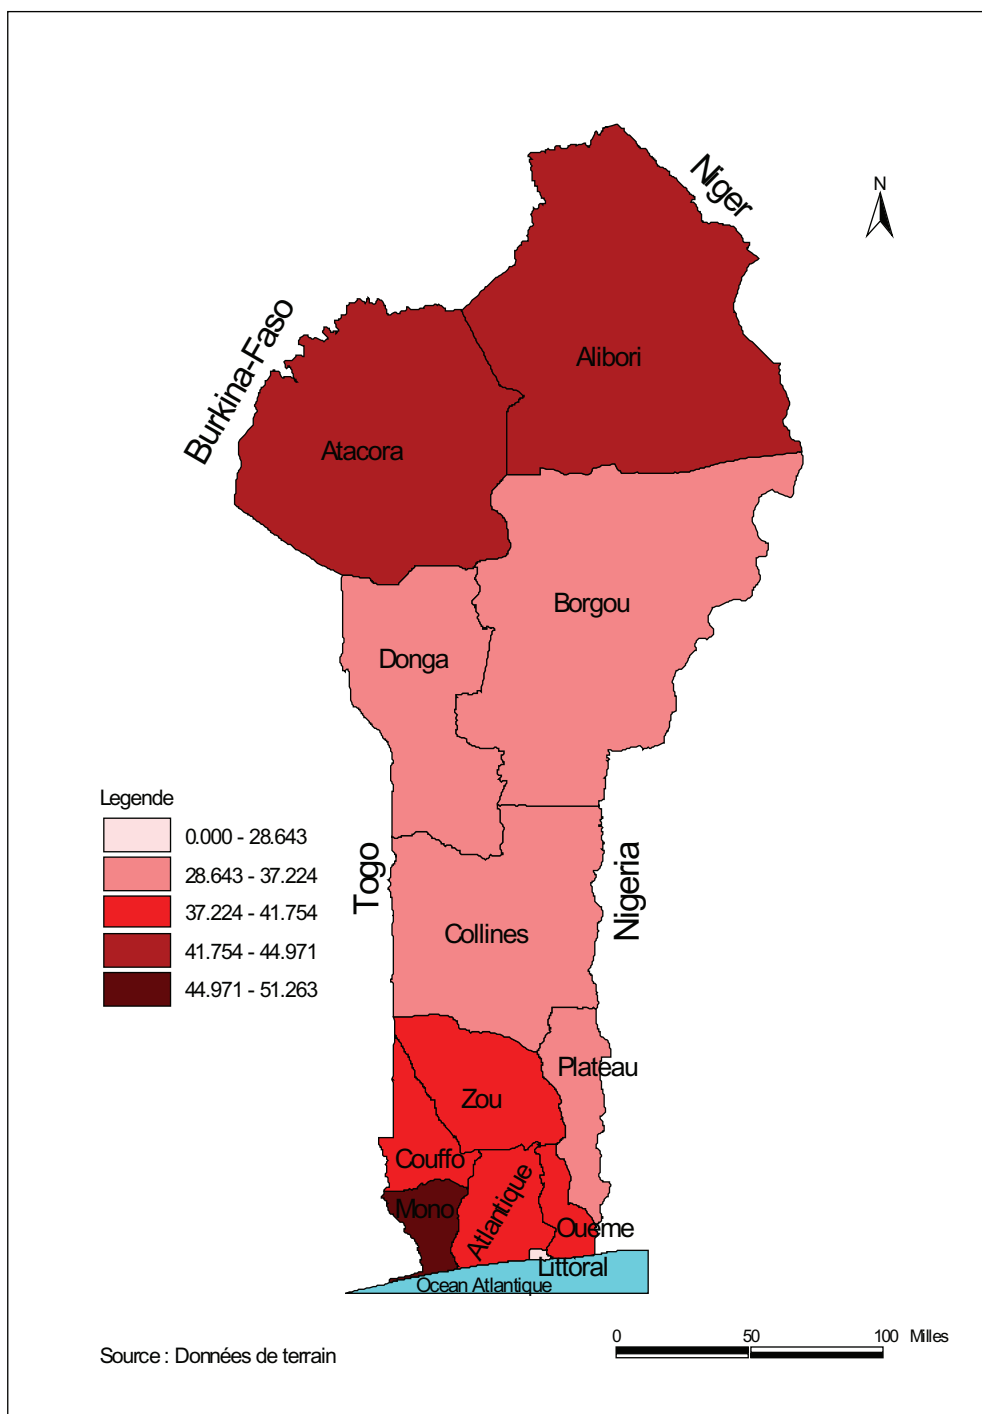 Niger
N
Burkina-Faso
Alibori
Atacora
Borgou
Donga
Legende
0.000 - 28.643
28.643 - 37.224
37.224 - 41.754
41.754 - 44.971
44.971 - 51.263
Togo
Nigeria
Collines
Plateau
Zou
Couffo
Atlantique
Mono
Oueme
Littoral
Ocean Atlantique
0 50 100 Milles
Source : Données de terrain